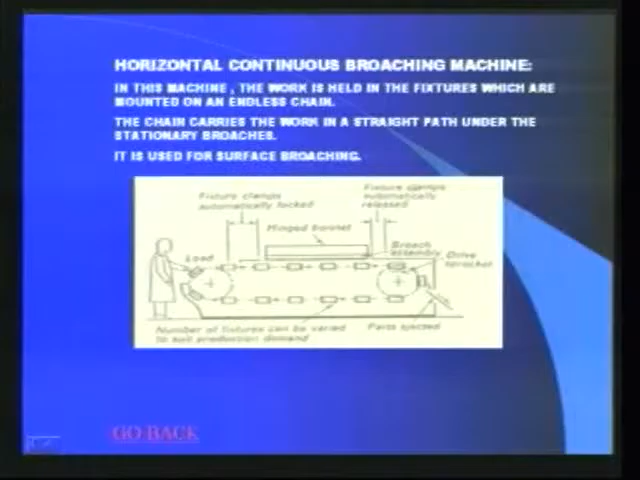 HORIZONTAL CONTINUOUS BROACHING MACHINE:
IN THIS MACHINE , THE WORK IS HELD IN THE FIXTURES WHICH ARE
MOUNTED ON AN ENDLESS CHAIN.
THE CHAIN CARRIES THE WORK IN A STRAIGHT PATH UNDER THE
STATIONARY BROACHES.
IT IS USED FOR SURFACE BROACHING.
Fixture clamps
automatically locked
Fixture clamps
automatically
released
Hinged bonnet
Broach
assembly
Drive
sprocket
Load
Number of fixtures can be varied
to suit production demand
Parts ejected
GO BACK